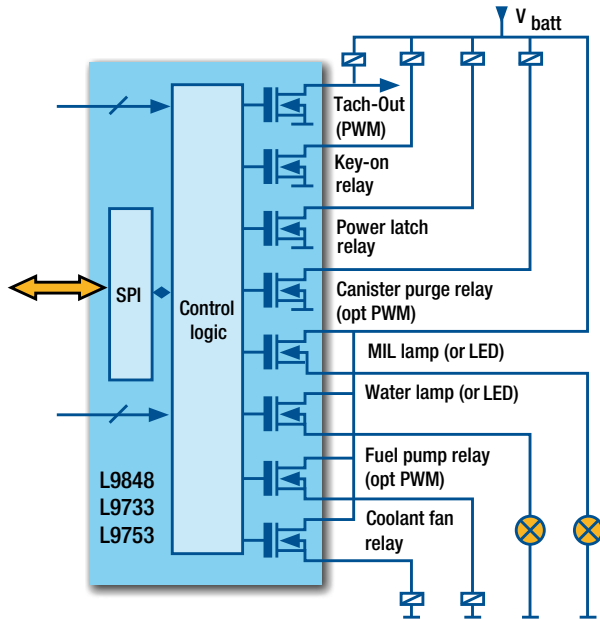 V batt
Tach-Out
(PWM)
Key-on
relay
Power latch
relay
SPI
Control
logic
Canister purge relay
(opt PWM)
MIL lamp (or LED)
Water lamp (or LED)
Fuel pump relay
(opt PWM)
Coolant fan
relay
L9848
L9733
L9753